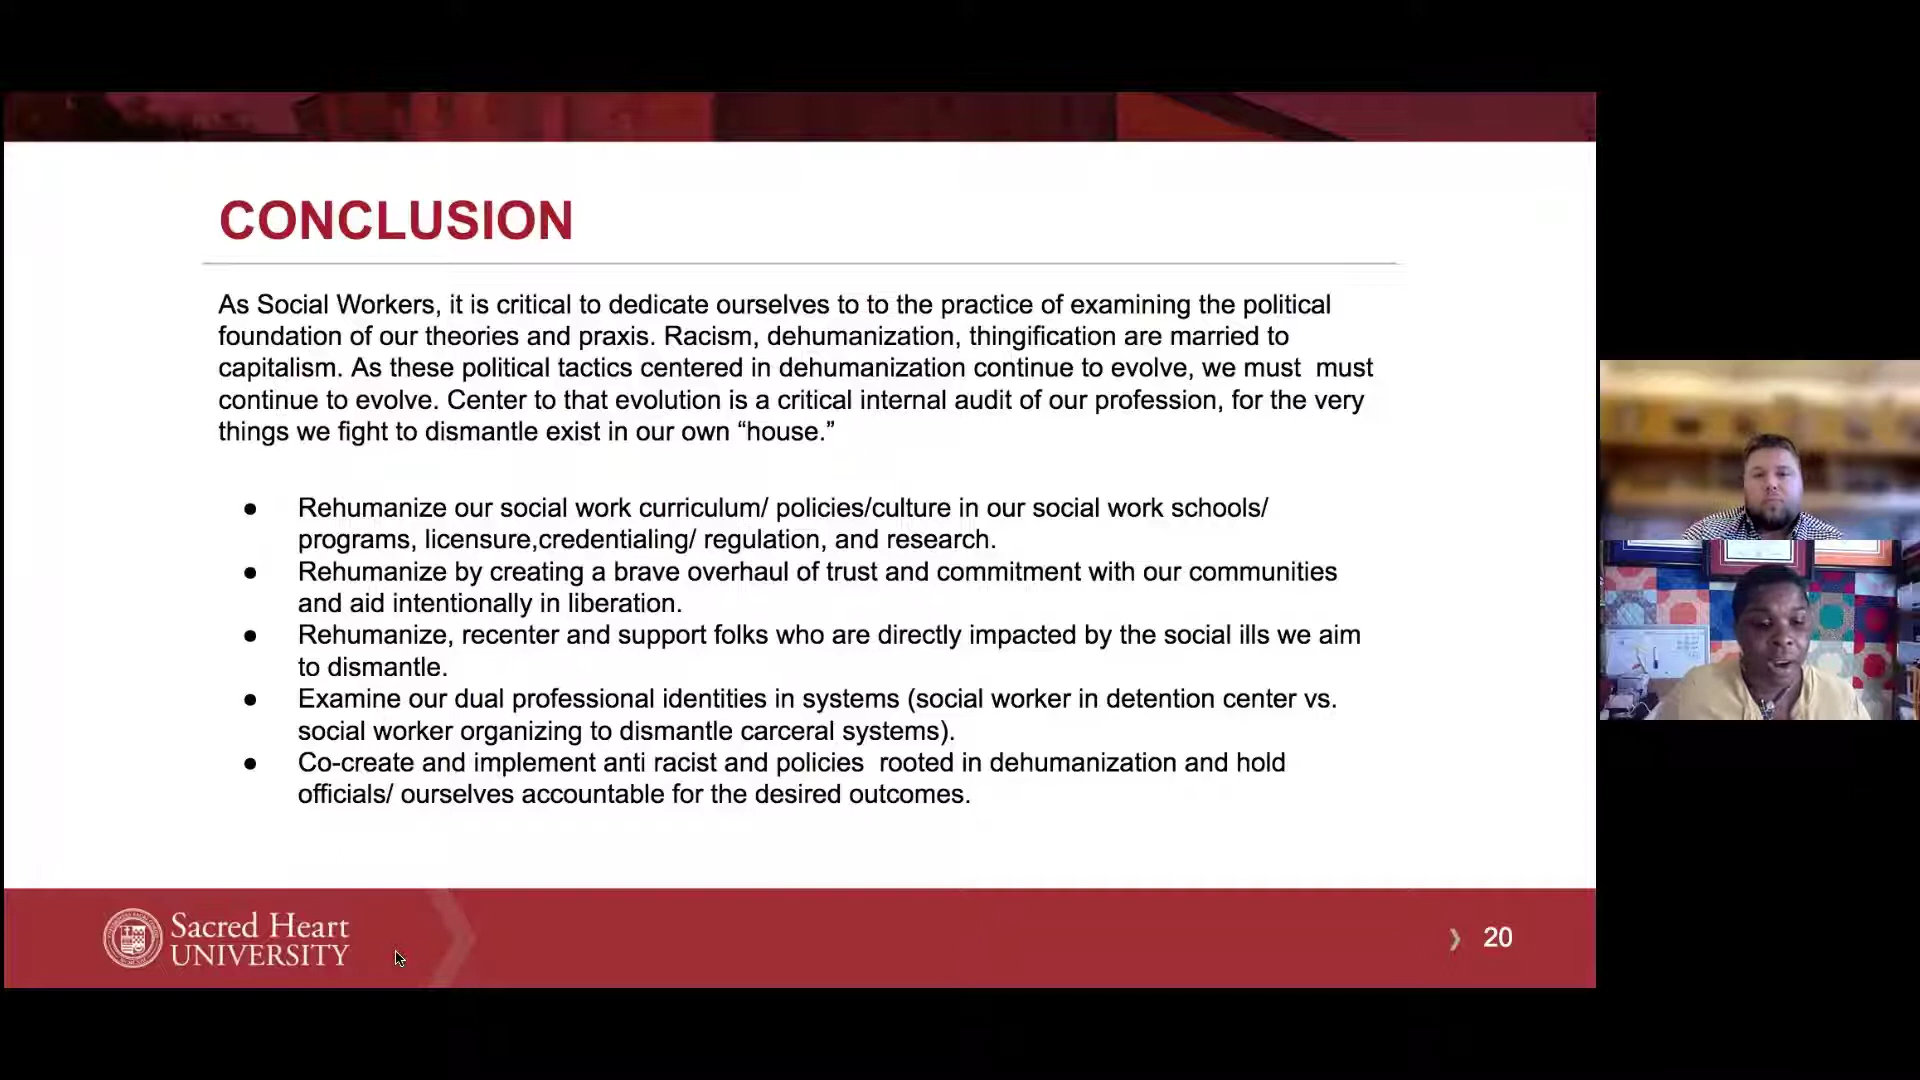 CONCLUSION
As Social Workers, it is critical to dedicate ourselves to to the practice of examining the political
foundation of our theories and praxis. Racism, dehumanization, thingification are married to
capitalism. As these political tactics centered in dehumanization continue to evolve, we must  must
continue to evolve. Center to that evolution is a critical internal audit of our profession, for the very
things we fight to dismantle exist in our own “house.”
● Rehumanize our social work curriculum/ policies/culture in our social work schools/
programs, licensure,credentialing/ regulation, and research.
● Rehumanize by creating a brave overhaul of trust and commitment with our communities
and aid intentionally in liberation.
● Rehumanize, recenter and support folks who are directly impacted by the social ills we aim
to dismantle.
● Examine our dual professional identities in systems (social worker in detention center vs.
social worker organizing to dismantle carceral systems).
● Co-create and implement anti racist and policies  rooted in dehumanization and hold
officials/ ourselves accountable for the desired outcomes.
Sacred Heart
UNIVERSITY
20